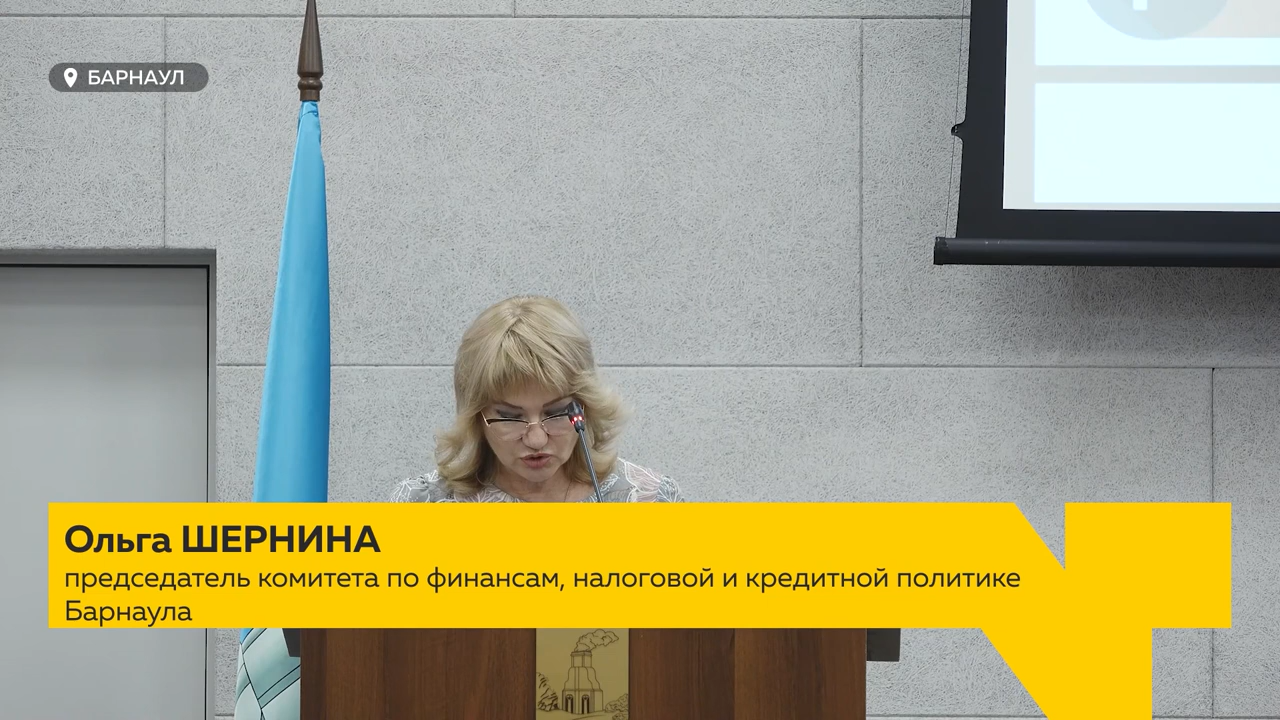 БАРНАУЛ
Ольга ШЕРНИНА
председатель комитета по финансам, налоговой и кредитной политике
Барнаула